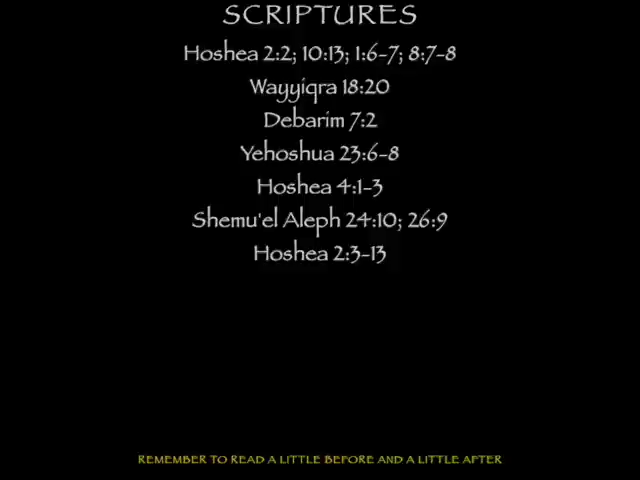 SCRIPTURES
Hoshea 2:2; 10:13; 1:6-7; 8:7-8
Wayyiqra 18:20
Debarim 7:2
Yehoshua 23:6-8
Hoshea 4:1-3
Shemu'el Aleph 24:10; 26:9
Hoshea 2:3-13
REMEMBER TO READ A LITTLE BEFORE AND A LITTLE AFTER